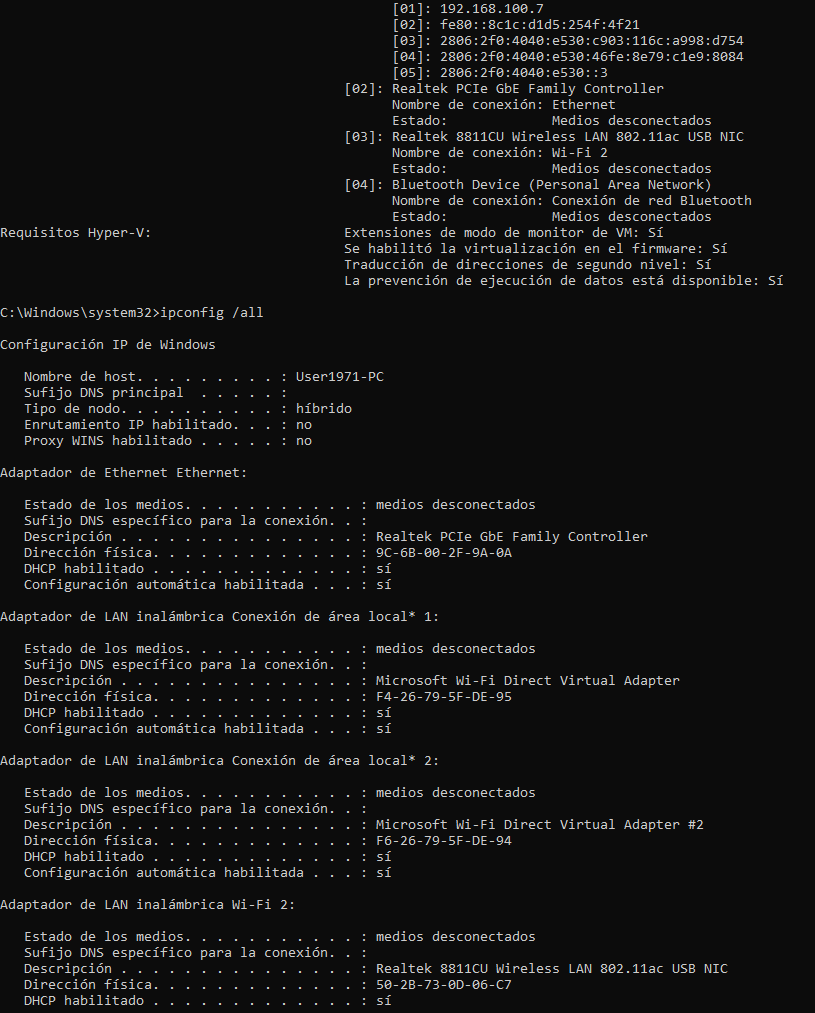 [01]: 192.168.100.7
[02]: fe80::8c1c:d1d5:254f:4f21
[03]: 2806:2f0:4040:e530:c903:116c:a998:d754
[04]: 2806:2f0:4040:e530:46fe:8e79:c1e9:8084
[05]: 2806:2f0:4040:e530::3
[02]: Realtek PCIe GbE Family Controller
Nombre de conexión: Ethernet
Estado:             Medios desconectados
[03]: Realtek 8811CU Wireless LAN 802.11ac USB NIC
Nombre de conexión: Wi-Fi 2
Estado:             Medios desconectados
[04]: Bluetooth Device (Personal Area Network)
Nombre de conexión: Conexión de red Bluetooth
Estado:             Medios desconectados
Requisitos Hyper-V:                        Extensiones de modo de monitor de VM: Sí
Se habilitó la virtualización en el firmware: Sí
Traducción de direcciones de segundo nivel: Sí
La prevención de ejecución de datos está disponible: Sí
C:\Windows\system32>ipconfig /all
Configuración IP de Windows
Nombre de host. . . . . . . . . : User1971-PC
Sufijo DNS principal  . . . . . :
Tipo de nodo. . . . . . . . . . : híbrido
Enrutamiento IP habilitado. . . : no
Proxy WINS habilitado . . . . . : no
Adaptador de Ethernet Ethernet:
Estado de los medios. . . . . . . . . . . : medios desconectados
Sufijo DNS específico para la conexión. . :
Descripción . . . . . . . . . . . . . . . : Realtek PCIe GbE Family Controller
Dirección física. . . . . . . . . . . . . : 9C-6B-00-2F-9A-0A
DHCP habilitado . . . . . . . . . . . . . : sí
Configuración automática habilitada . . . : sí
Adaptador de LAN inalámbrica Conexión de área local* 1:
Estado de los medios. . . . . . . . . . . : medios desconectados
Sufijo DNS específico para la conexión. . :
Descripción . . . . . . . . . . . . . . . : Microsoft Wi-Fi Direct Virtual Adapter
Dirección física. . . . . . . . . . . . . : F4-26-79-5F-DE-95
DHCP habilitado . . . . . . . . . . . . . : sí
Configuración automática habilitada . . . : sí
Adaptador de LAN inalámbrica Conexión de área local* 2:
Estado de los medios. . . . . . . . . . . : medios desconectados
Sufijo DNS específico para la conexión. . :
Descripción . . . . . . . . . . . . . . . : Microsoft Wi-Fi Direct Virtual Adapter #2
Dirección física. . . . . . . . . . . . . : F6-26-79-5F-DE-94
DHCP habilitado . . . . . . . . . . . . . : sí
Configuración automática habilitada . . . : sí
Adaptador de LAN inalámbrica Wi-Fi 2:
Estado de los medios. . . . . . . . . . . : medios desconectados
Sufijo DNS específico para la conexión. . :
Descripción . . . . . . . . . . . . . . . : Realtek 8811CU Wireless LAN 802.11ac USB NIC
Dirección física. . . . . . . . . . . . . : 50-2B-73-0D-06-C7
DHCP habilitado . . . . . . . . . . . . . : sí